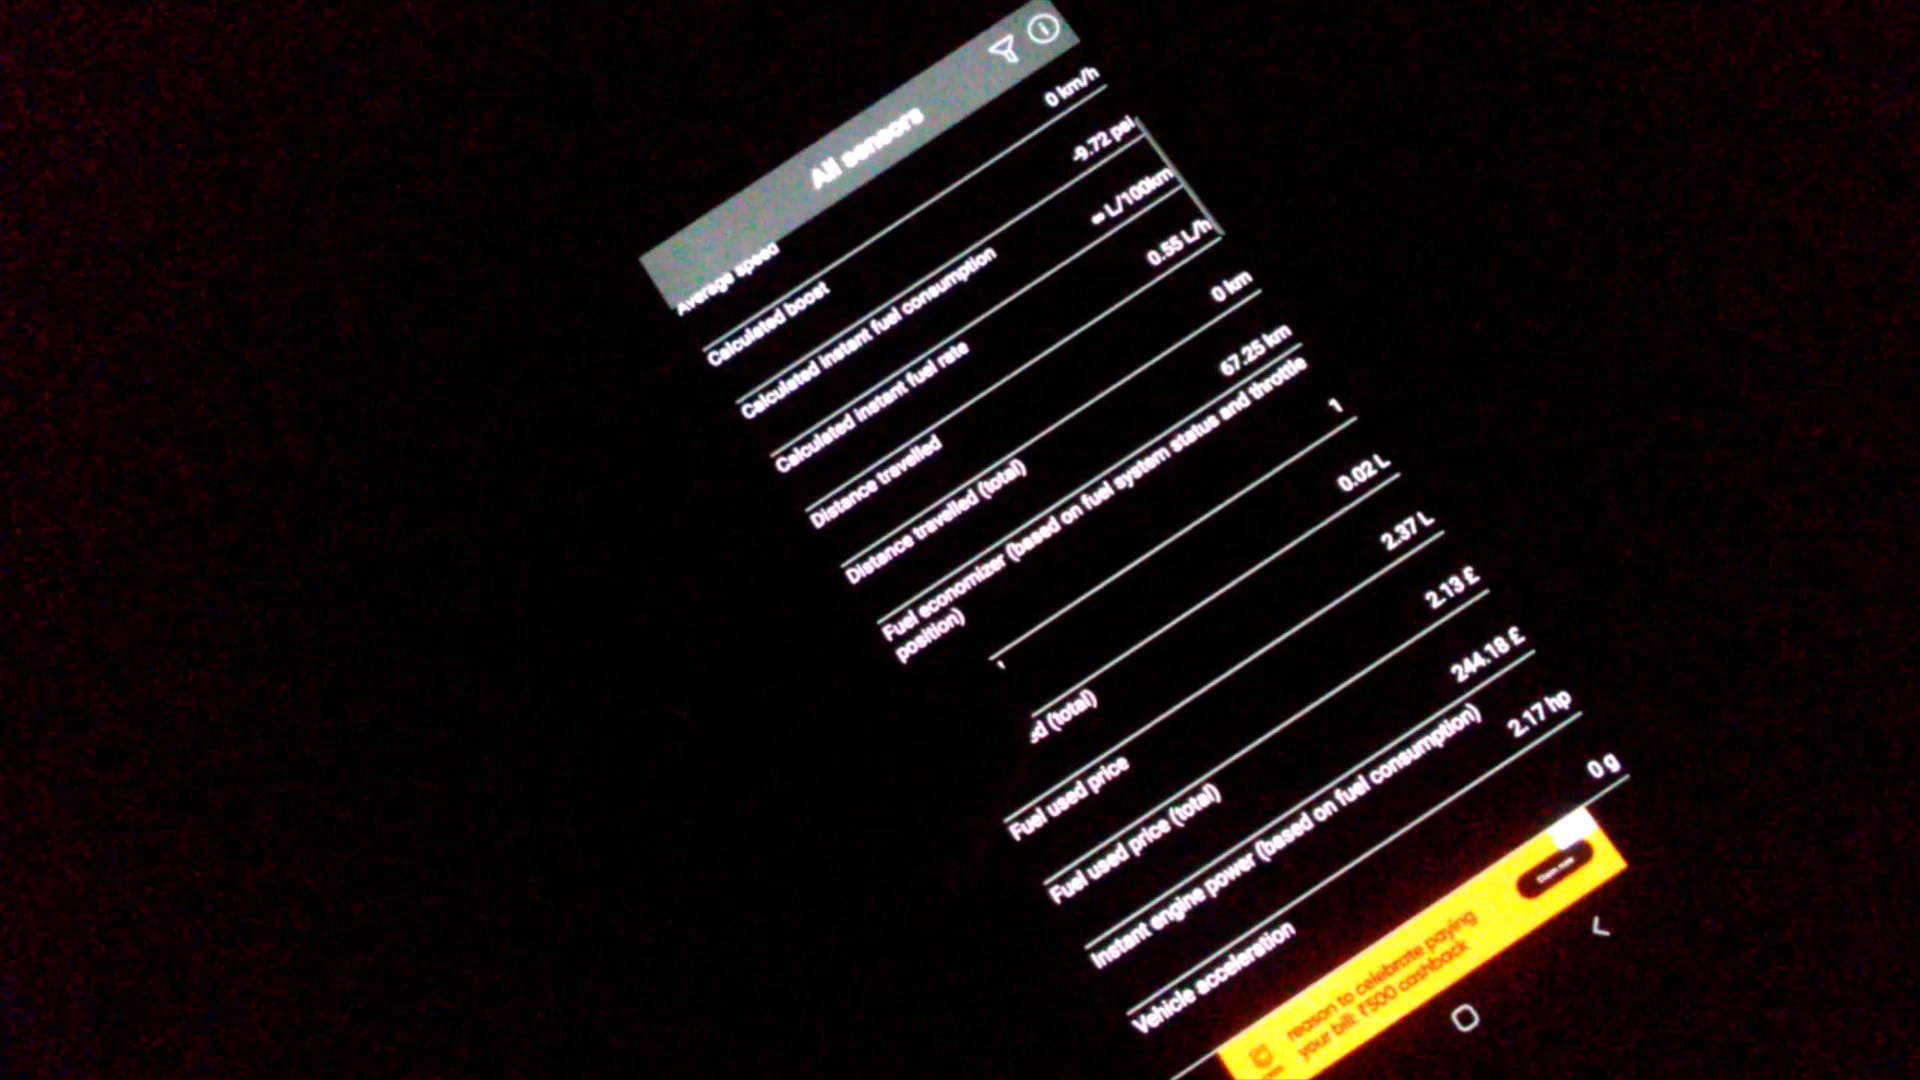 All sensors
Average speed 0 km/h
Calculated boost -9.72 psi
Calculated instant fuel consumption ∞ L/100km
Calculated instant fuel rate 0.55 L/h
Distance travelled 0 km
Distance travelled (total) 67.25 km
Fuel economizer (based on fuel system status and throttle
position) 1
0.02 L
(total) 2.37 L
Fuel used price 2.13 £
Fuel used price (total) 244.18 £
Instant engine power (based on fuel consumption) 2.17 hp
Vehicle acceleration 0 g
reason to celebrate paying
your bill: ₹500 cashback